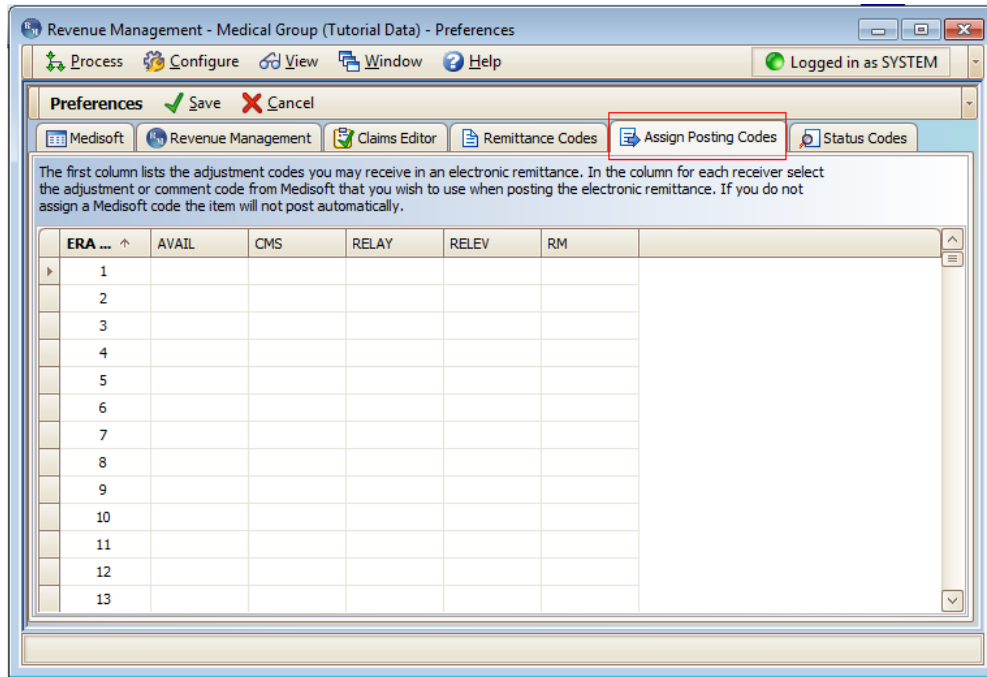 Revenue Management - Medical Group (Tutorial Data) - Preferences
Process Configure View Window Help Logged in as SYSTEM
Preferences Save Cancel
Medisoft Revenue Management Claims Editor Remittance Codes Assign Posting Codes Status Codes
The first column lists the adjustment codes you may receive in an electronic remittance. In the column for each receiver select
the adjustment or comment code from Medisoft that you wish to use when posting the electronic remittance. If you do not
assign a Medisoft code the item will not post automatically.
ERA ... AVAIL CMS RELAY RELEV RM
1
2
3
4
5
6
7
8
9
10
11
12
13